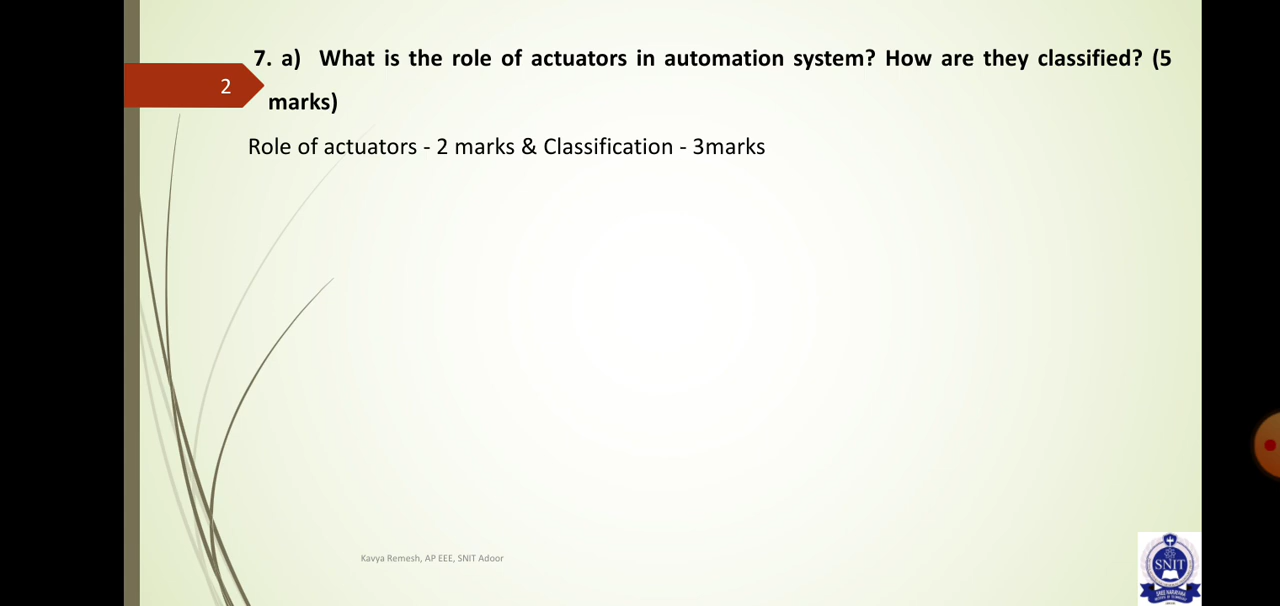 7. a) What is the role of actuators in automation system? How are they classified? (5
2
marks)
Role of actuators - 2 marks & Classification - 3marks
Kavya Remesh, AP EEE, SNIT Adoor
SNIT